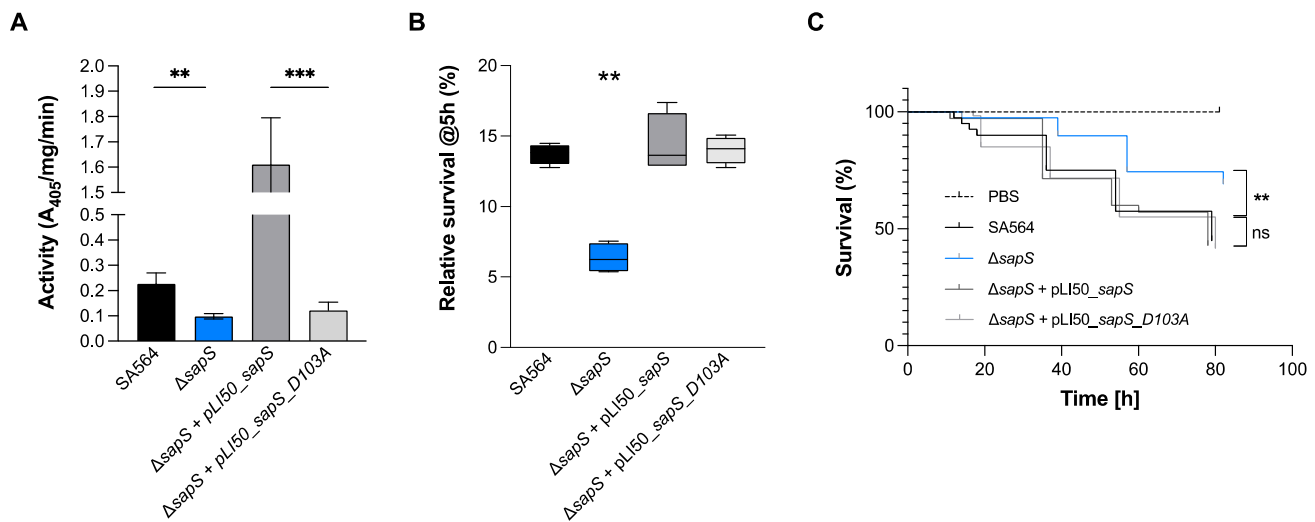 A
Activity (A405/mg/min)
2.0
1.9
1.8
1.7
1.6
1.5
0.5
0.4
0.3
0.2
0.1
0.0
**
***
SA564
ΔsapS
ΔsapS + pLI50_sapS
ΔsapS + pLI50_sapS_D103A
B
Relative survival @5h (%)
20
15
10
5
0
**
SA564
ΔsapS
ΔsapS + pLI50_sapS
ΔsapS + pLI50_sapS_D103A
C
Survival (%)
100
50
0
PBS
SA564
ΔsapS
ΔsapS + pLI50_sapS
ΔsapS + pLI50_sapS_D103A
**
ns
0 20 40 60 80 100
Time [h]